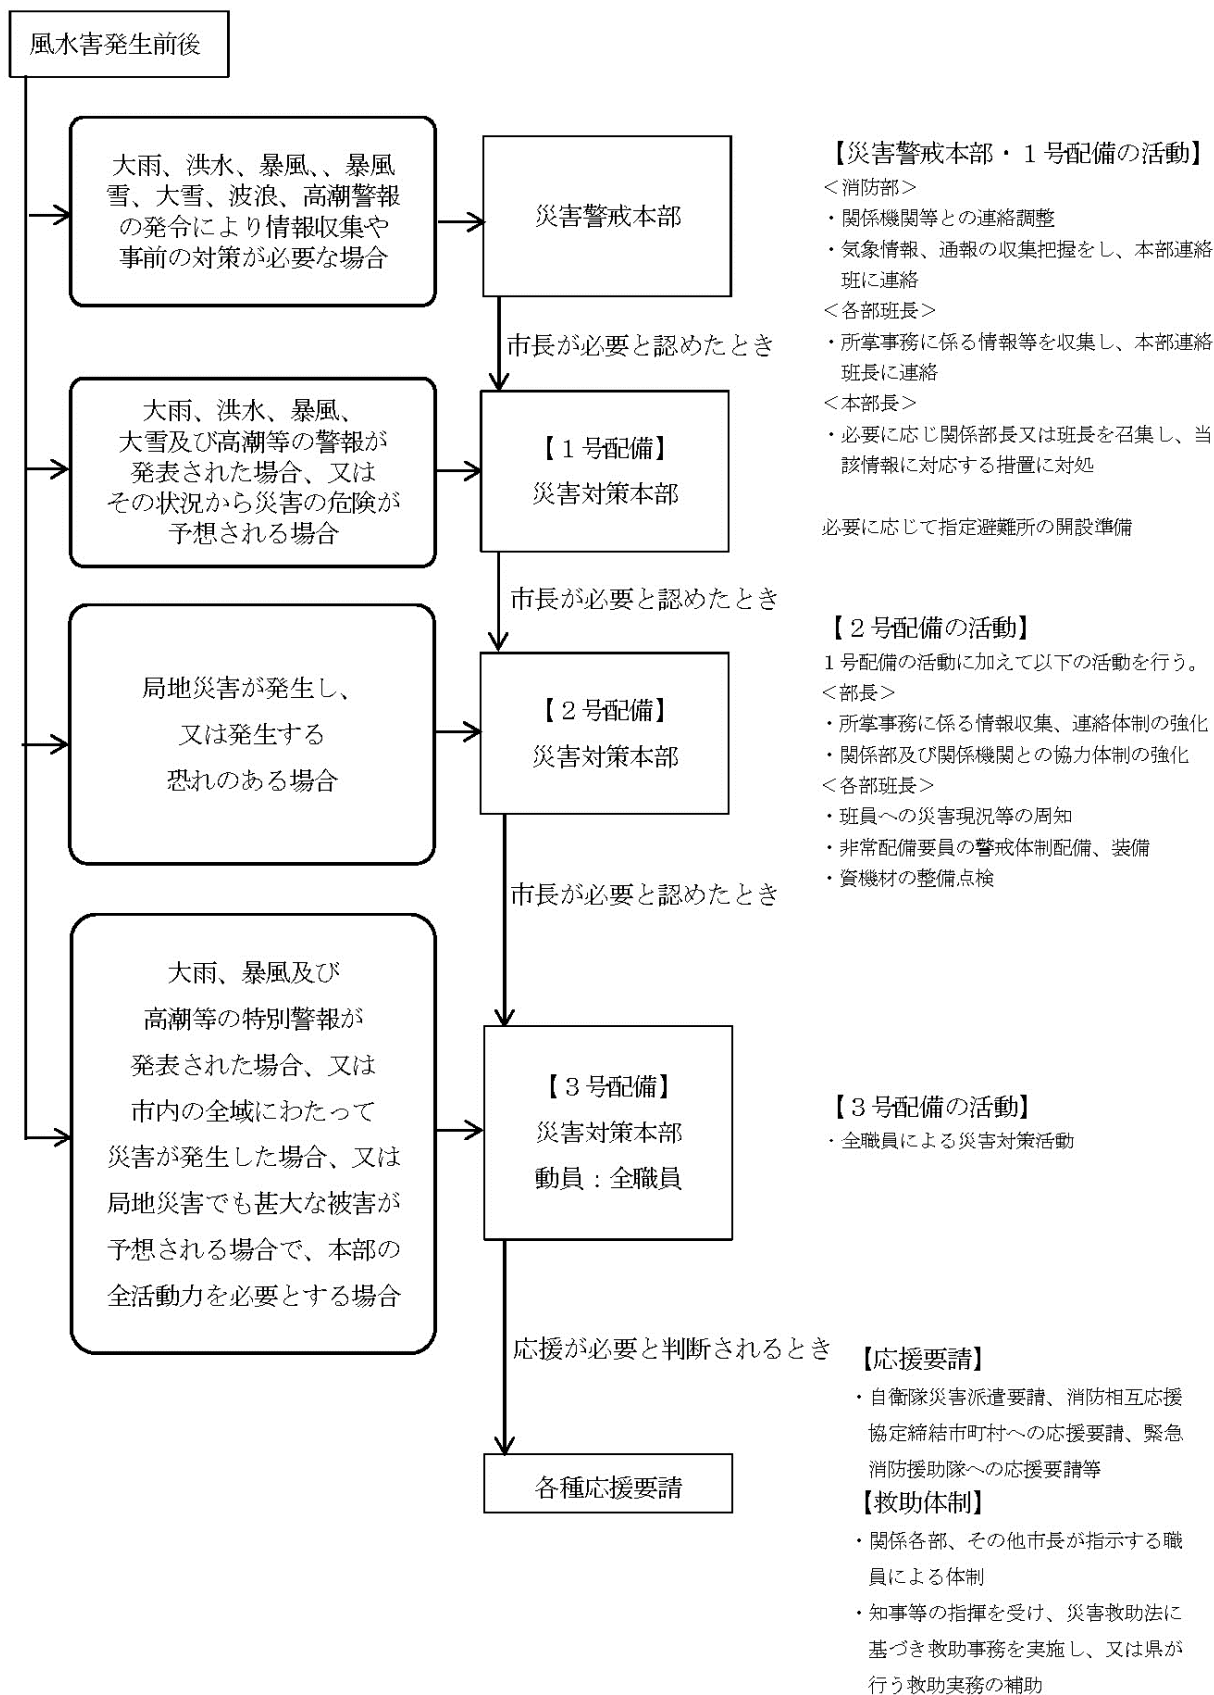 風水害発生前後
大雨、洪水、暴風、、暴風
雪、大雪、波浪、高潮警報
の発令により情報収集や
事前の対策が必要な場合
災害警戒本部
市長が必要と認めたとき
大雨、洪水、暴風、
大雪及び高潮等の警報が
発表された場合、又は
その状況から災害の危険が
予想される場合
【１号配備】
災害対策本部
市長が必要と認めたとき
局地災害が発生し、
又は発生する
恐れのある場合
【２号配備】
災害対策本部
市長が必要と認めたとき
大雨、暴風及び
高潮等の特別警報が
発表された場合、又は
市内の全域にわたって
災害が発生した場合、又は
局地災害でも甚大な被害が
予想される場合で、本部の
全活動力を必要とする場合
【３号配備】
災害対策本部
動員：全職員
応援が必要と判断されるとき
各種応援要請
【災害警戒本部・１号配備の活動】
＜消防部＞
・関係機関等との連絡調整
・気象情報、通報の収集把握をし、本部連絡
班に連絡
＜各部班長＞
・所掌事務に係る情報等を収集し、本部連絡
班長に連絡
＜本部長＞
・必要に応じ関係部長又は班長を召集し、当
該情報に対応する措置に対処
必要に応じて指定避難所の開設準備
【２号配備の活動】
１号配備の活動に加えて以下の活動を行う。
＜部長＞
・所掌事務に係る情報収集、連絡体制の強化
・関係部及び関係機関との協力体制の強化
＜各部班長＞
・班員への災害現況等の周知
・非常配備要員の警戒体制配備、装備
・資機材の整備点検
【３号配備の活動】
・全職員による災害対策活動
【応援要請】
・自衛隊災害派遣要請、消防相互応援
協定締結市町村への応援要請、緊急
消防援助隊への応援要請等
【救助体制】
・関係各部、その他市長が指示する職
員による体制
・知事等の指揮を受け、災害救助法に
基づき救助事務を実施し、又は県が
行う救助実務の補助